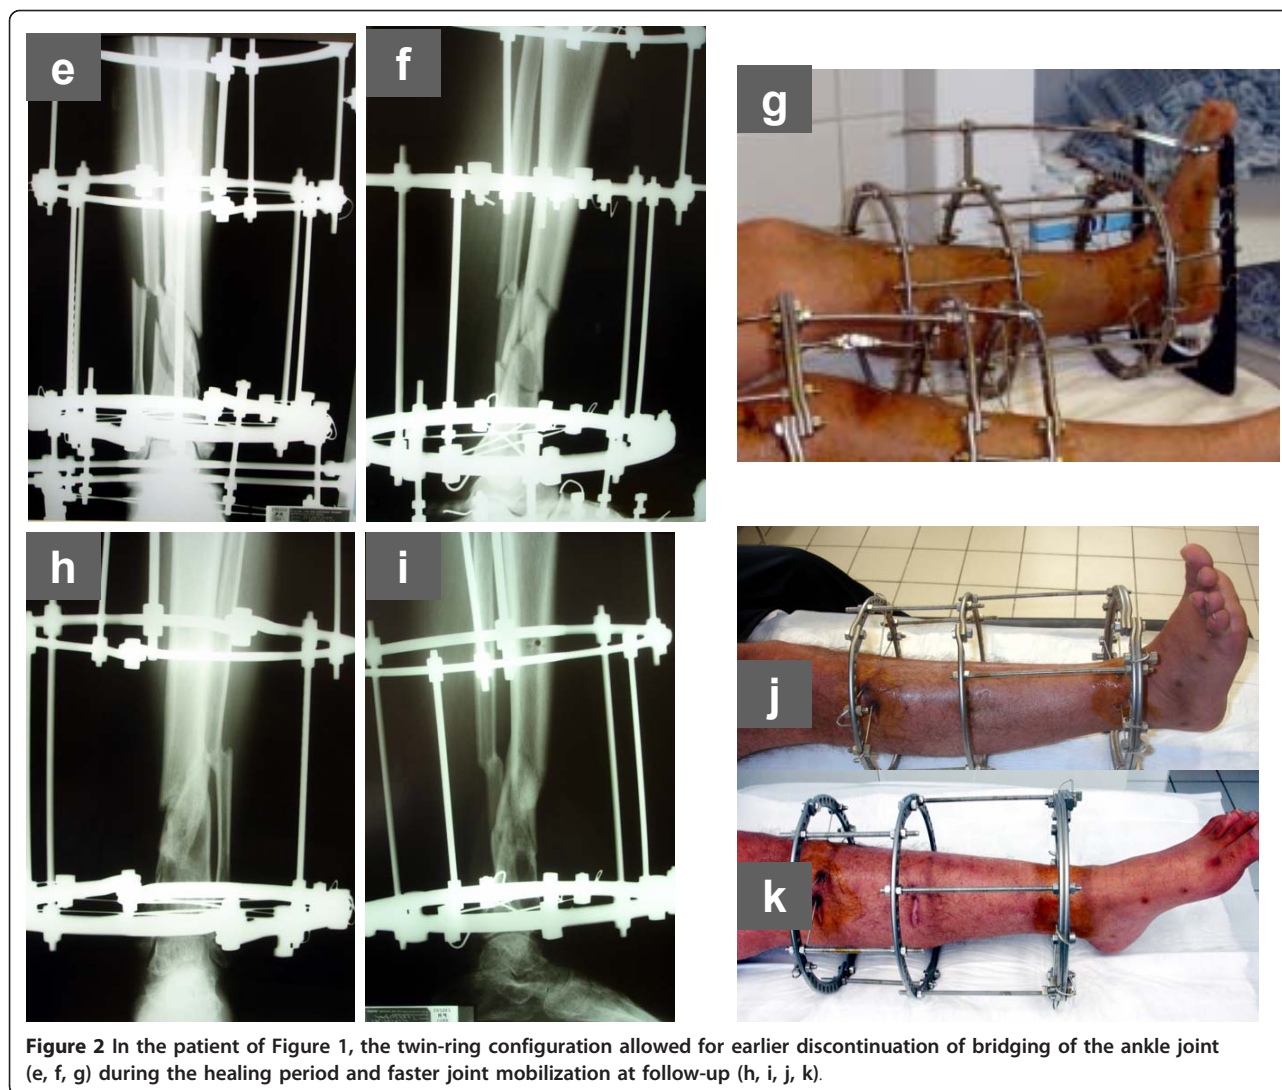 e
f
g
h
i
j
k
Figure 2 In the patient of Figure 1, the twin-ring configuration allowed for earlier discontinuation of bridging of the ankle joint
(e, f, g) during the healing period and faster joint mobilization at follow-up (h, i, j, k).